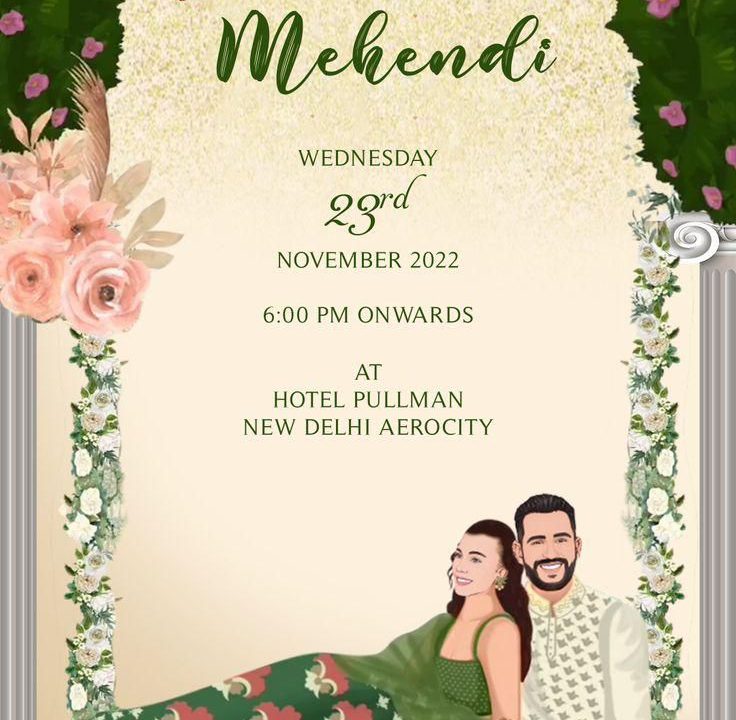 Mehendi
WEDNESDAY
23rd
NOVEMBER 2022
6:00 PM ONWARDS
AT
HOTEL PULLMAN
NEW DELHI AEROCITY